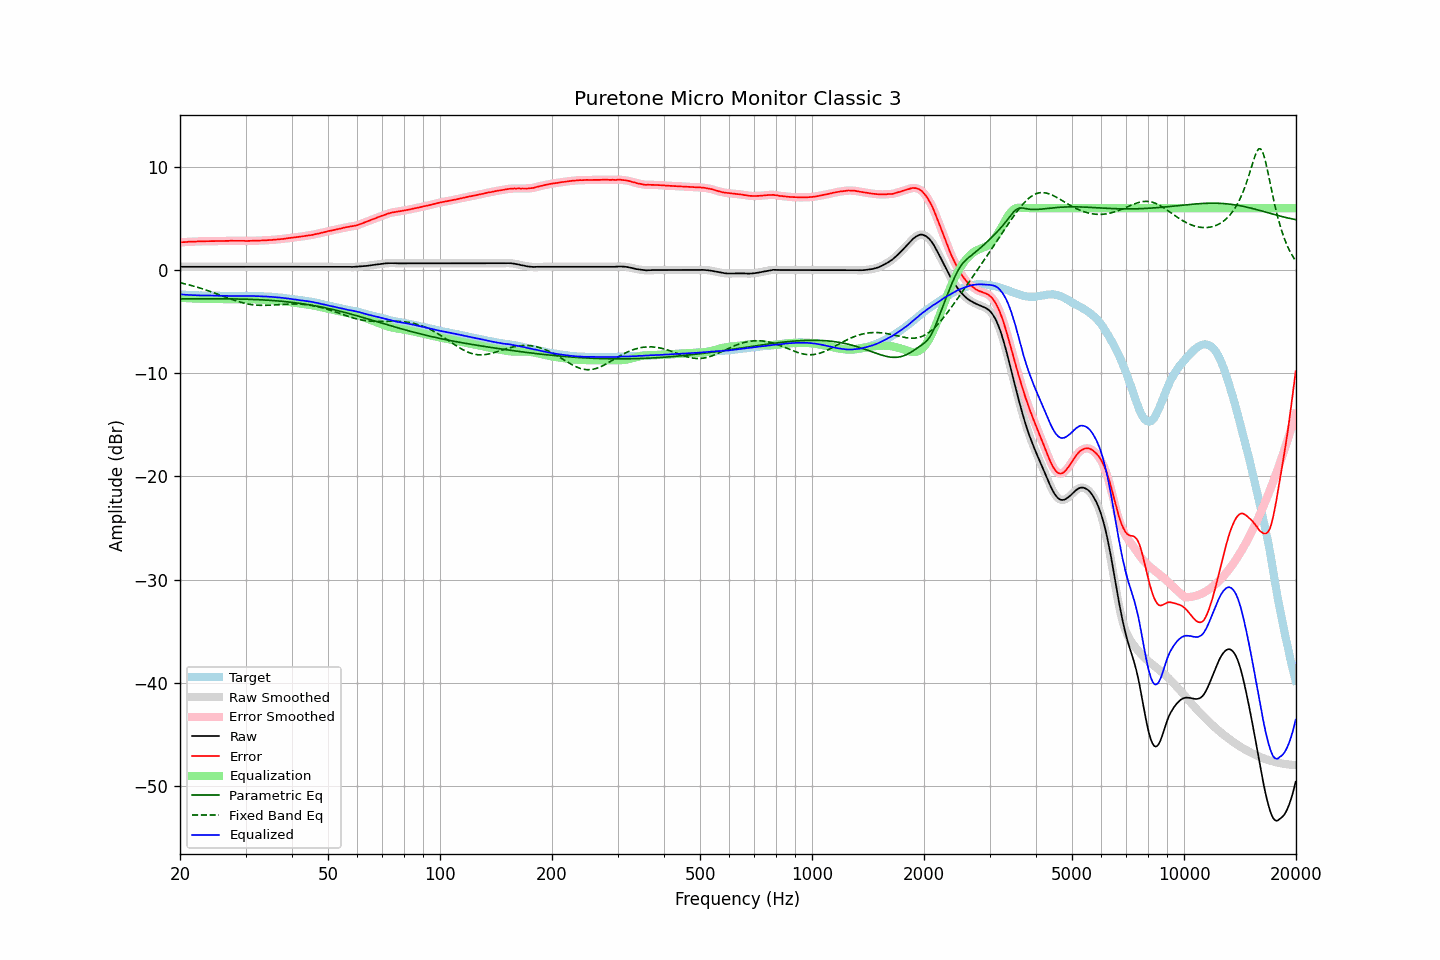 Puretone Micro Monitor Classic 3
10
0
−10
−20
−30
−40
−50
Amplitude (dBr)
Target
Raw Smoothed
Error Smoothed
Raw
Error
Equalization
Parametric Eq
Fixed Band Eq
Equalized
20 50 100 200 500 1000 2000 5000 10000 20000
Frequency (Hz)